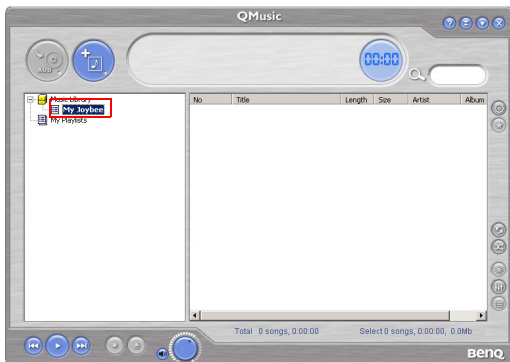 QMusic
AUD
00:00
Music Library
My Joybee
My Playlists
No Title Length Size Artist Album
Total 0 songs, 0:00:00 Select 0 songs, 0:00:00, 0.0Mb
BenQ